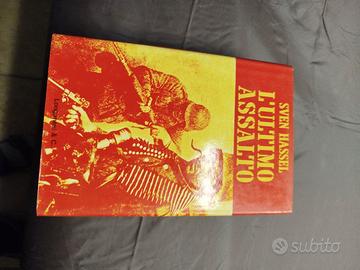 SVEN HASSEL
L'ULTIMO
ASSALTO
subito